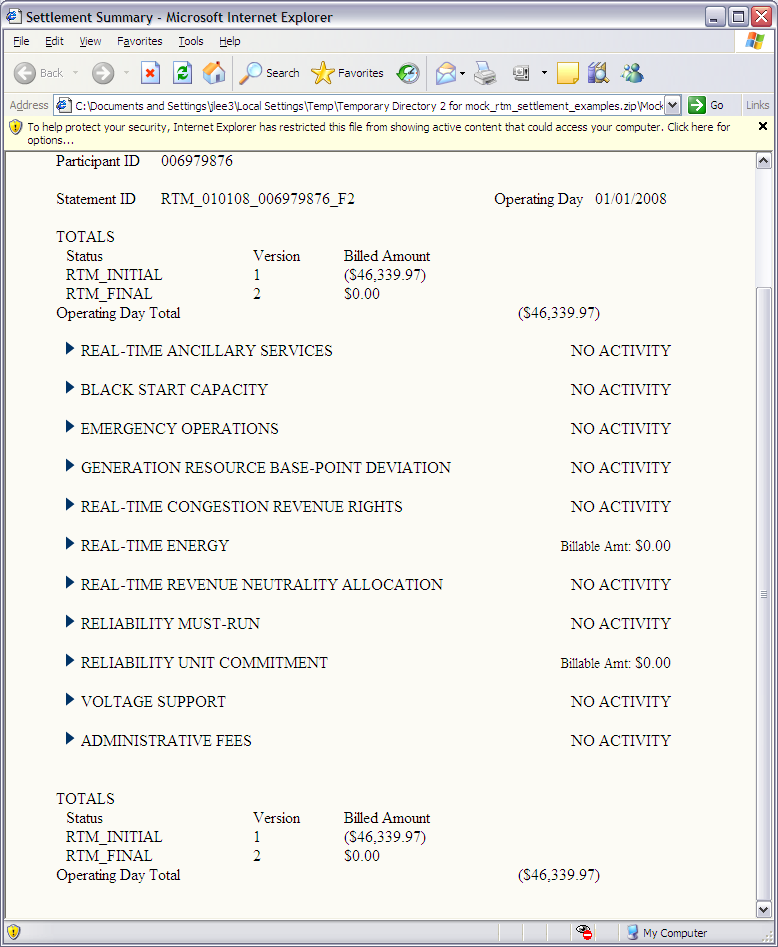 Settlement Summary - Microsoft Internet Explorer
File Edit View Favorites Tools Help
Back Search Favorites
Address C:\Documents and Settings\jlee3\Local Settings\Temp\Temporary Directory 2 for mock_rtm_settlement_examples.zip\Mock Go Links
To help protect your security, Internet Explorer has restricted this file from showing active content that could access your computer. Click here for
options...
Participant ID 006979876
Statement ID RTM_010108_006979876_F2 Operating Day 01/01/2008
TOTALS
Status Version Billed Amount
RTM_INITIAL 1 ($46,339.97)
RTM_FINAL 2 $0.00
Operating Day Total ($46,339.97)
REAL-TIME ANCILLARY SERVICES NO ACTIVITY
BLACK START CAPACITY NO ACTIVITY
EMERGENCY OPERATIONS NO ACTIVITY
GENERATION RESOURCE BASE-POINT DEVIATION NO ACTIVITY
REAL-TIME CONGESTION REVENUE RIGHTS NO ACTIVITY
REAL-TIME ENERGY Billable Amt: $0.00
REAL-TIME REVENUE NEUTRALITY ALLOCATION NO ACTIVITY
RELIABILITY MUST-RUN NO ACTIVITY
RELIABILITY UNIT COMMITMENT Billable Amt: $0.00
VOLTAGE SUPPORT NO ACTIVITY
ADMINISTRATIVE FEES NO ACTIVITY
TOTALS
Status Version Billed Amount
RTM_INITIAL 1 ($46,339.97)
RTM_FINAL 2 $0.00
Operating Day Total ($46,339.97)
My Computer